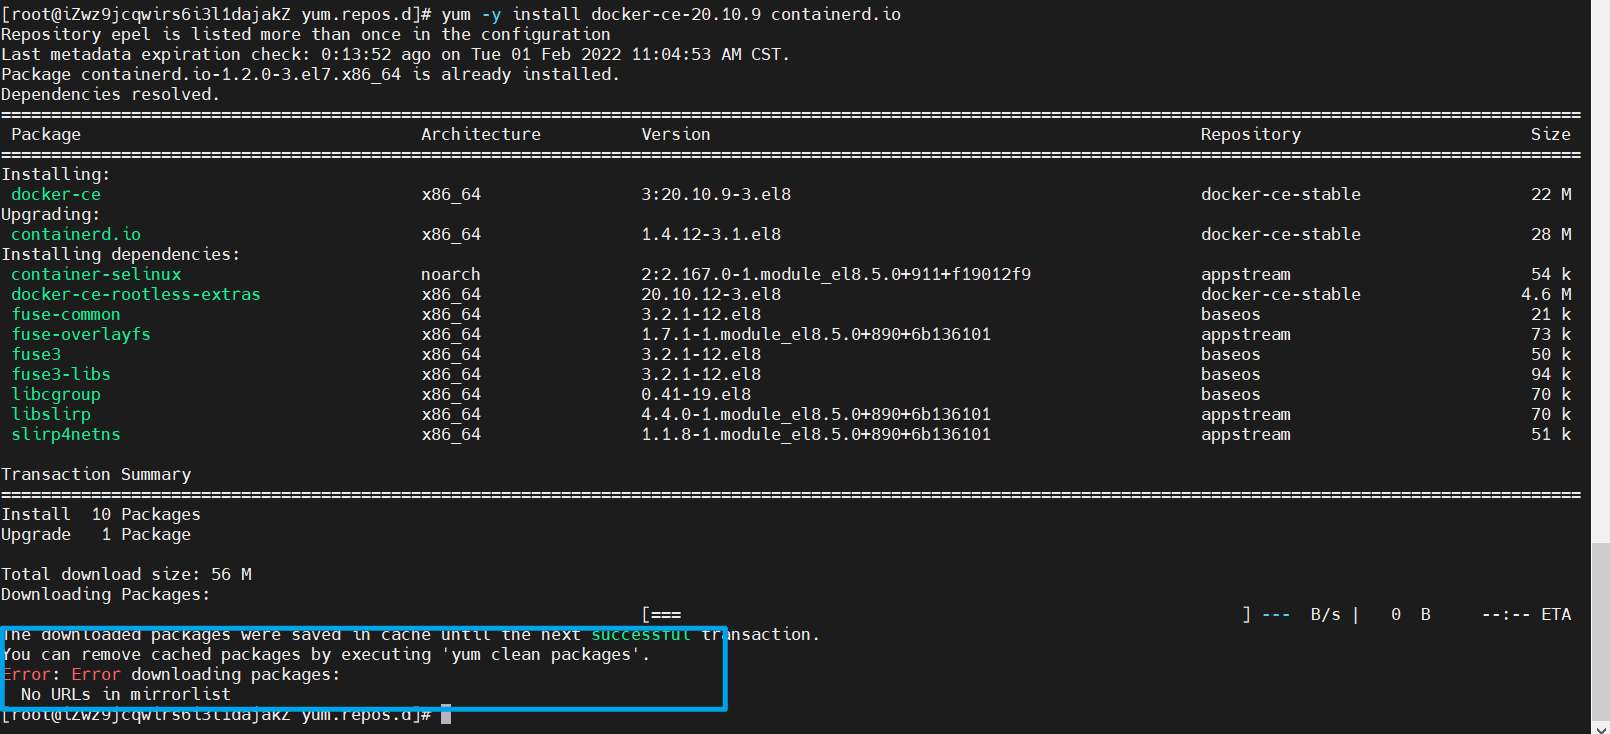 [root@iZwz9jcqwirs6i3l1dajakZ yum.repos.d]# yum -y install docker-ce-20.10.9 containerd.io
Repository epel is listed more than once in the configuration
Last metadata expiration check: 0:13:52 ago on Tue 01 Feb 2022 11:04:53 AM CST.
Package containerd.io-1.2.0-3.el7.x86_64 is already installed.
Dependencies resolved.
================================================================================
Package Architecture Version Repository Size
================================================================================
Installing:
docker-ce x86_64 3:20.10.9-3.el8 docker-ce-stable 22 M
Upgrading:
containerd.io x86_64 1.4.12-3.1.el8 docker-ce-stable 28 M
Installing dependencies:
container-selinux noarch 2:2.167.0-1.module_el8.5.0+911+f19012f9 appstream 54 k
docker-ce-rootless-extras x86_64 20.10.12-3.el8 docker-ce-stable 4.6 M
fuse-common x86_64 3.2.1-12.el8 baseos 21 k
fuse-overlayfs x86_64 1.7.1-1.module_el8.5.0+890+6b136101 appstream 73 k
fuse3 x86_64 3.2.1-12.el8 baseos 50 k
fuse3-libs x86_64 3.2.1-12.el8 baseos 94 k
libcgroup x86_64 0.41-19.el8 baseos 70 k
libslirp x86_64 4.4.0-1.module_el8.5.0+890+6b136101 appstream 70 k
slirp4netns x86_64 1.1.8-1.module_el8.5.0+890+6b136101 appstream 51 k
Transaction Summary
================================================================================
Install 10 Packages
Upgrade 1 Package
Total download size: 56 M
Downloading Packages:
[=== ] --- B/s | 0 B --:-- ETA
The downloaded packages were saved in cache until the next successful transaction.
You can remove cached packages by executing 'yum clean packages'.
Error: Error downloading packages:
No URLs in mirrorlist
[root@iZwz9jcqwirs6i3l1dajakZ yum.repos.d]#